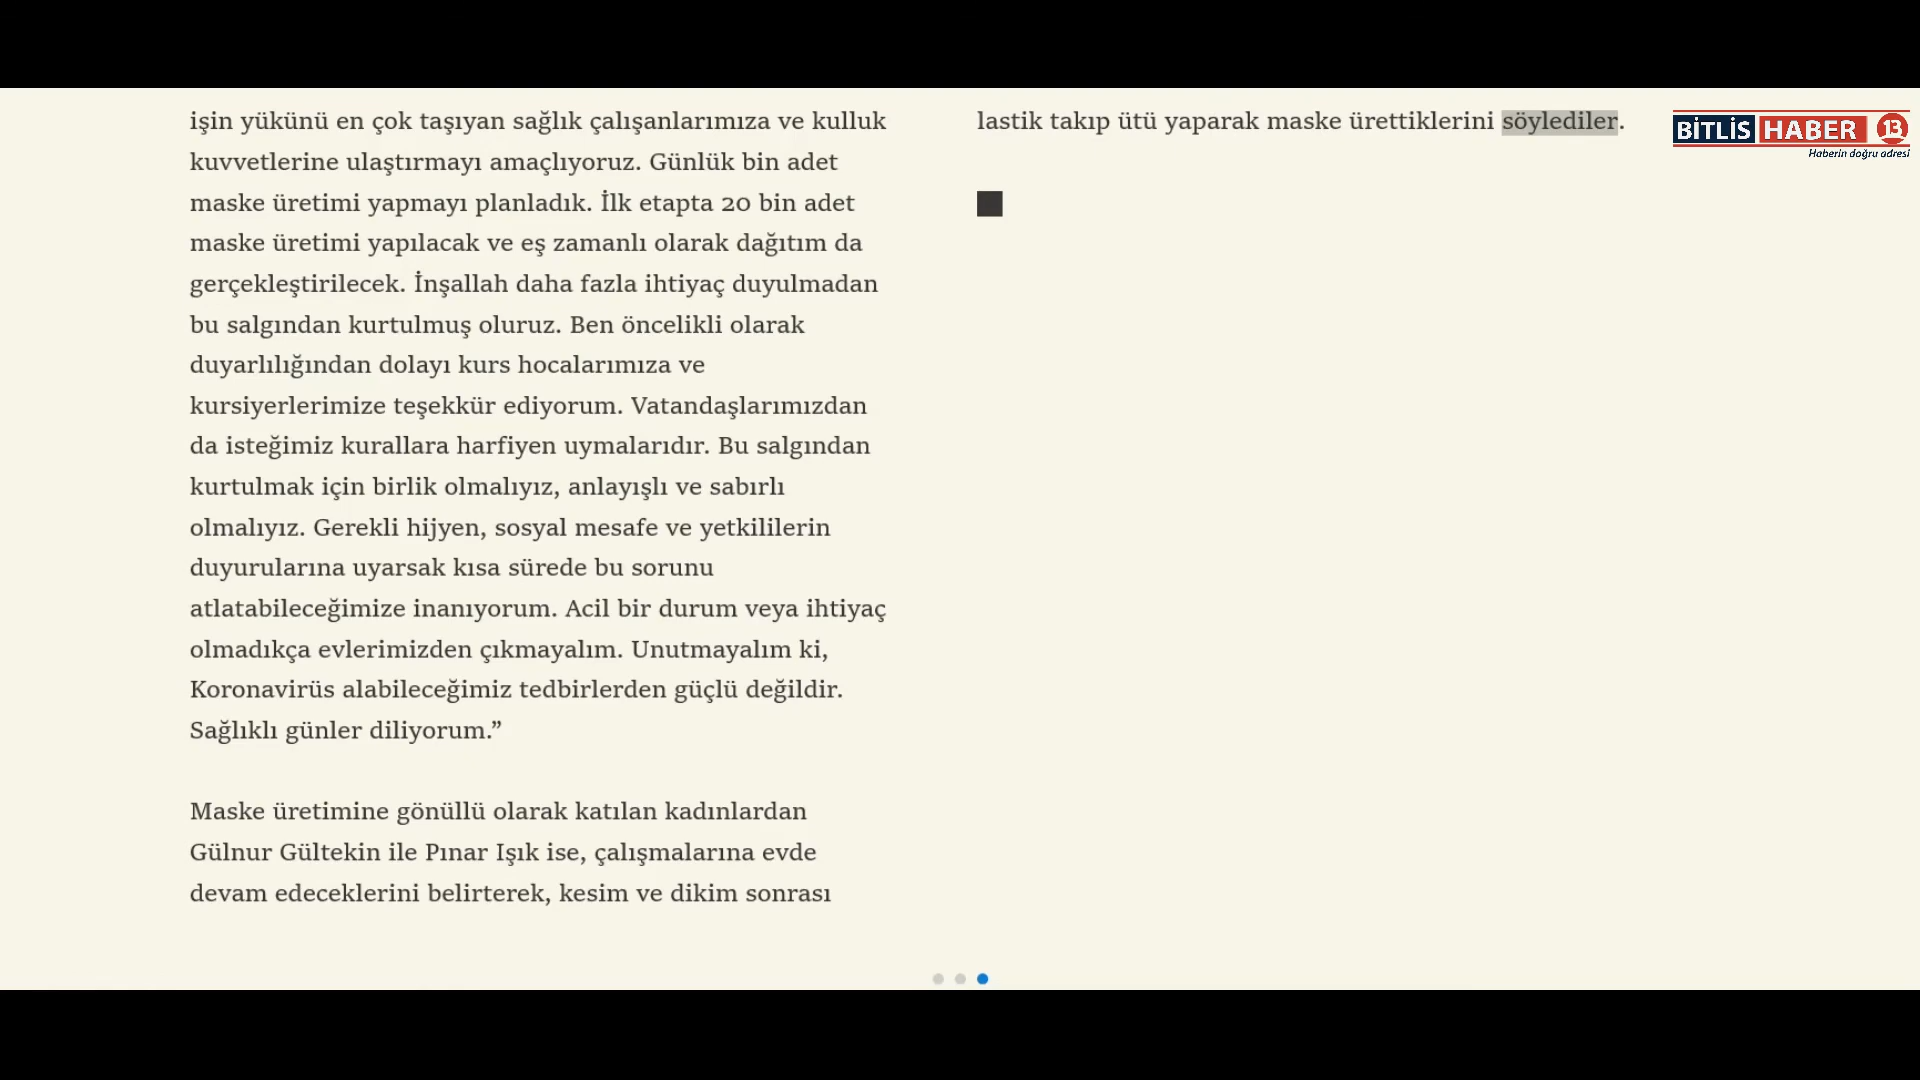 işin yükünü en çok taşıyan sağlık çalışanlarımıza ve kulluk
kuvvetlerine ulaştırmayı amaçlıyoruz. Günlük bin adet
maske üretimi yapmayı planladık. İlk etapta 20 bin adet
maske üretimi yapılacak ve eş zamanlı olarak dağıtım da
gerçekleştirilecek. İnşallah daha fazla ihtiyaç duyulmadan
bu salgından kurtulmuş oluruz. Ben öncelikli olarak
duyarlılığından dolayı kurs hocalarımıza ve
kursiyerlerimize teşekkür ediyorum. Vatandaşlarımızdan
da isteğimiz kurallara harfiyen uymalarıdır. Bu salgından
kurtulmak için birlik olmalıyız, anlayışlı ve sabırlı
olmalıyız. Gerekli hijyen, sosyal mesafe ve yetkililerin
duyurularına uyarsak kısa sürede bu sorunu
atlatabileceğimize inanıyorum. Acil bir durum veya ihtiyaç
olmadıkça evlerimizden çıkmayalım. Unutmayalım ki,
Koronavirüs alabileceğimiz tedbirlerden güçlü değildir.
Sağlıklı günler diliyorum.”
Maske üretimine gönüllü olarak katılan kadınlardan
Gülnur Gültekin ile Pınar Işık ise, çalışmalarına evde
devam edeceklerini belirterek, kesim ve dikim sonrası
lastik takıp ütü yaparak maske ürettiklerini söylediler.
BİTLİS HABER 13
Haberin doğru adresi